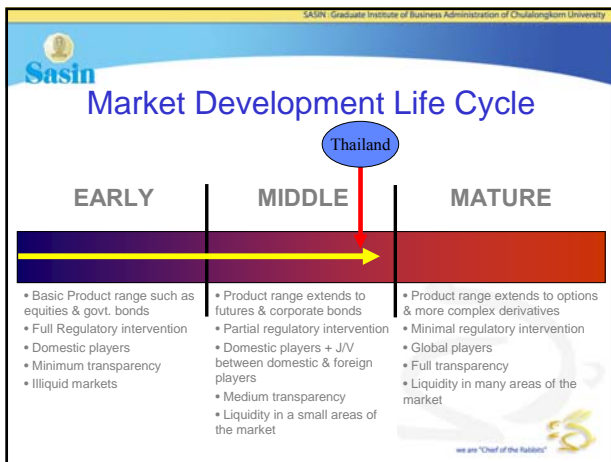 SASIN : Graduate Institute of Business Administration of Chulalongkorn University
Sasin
Market Development Life Cycle
Thailand
EARLY
MIDDLE
MATURE
• Basic Product range such as
equities & govt. bonds
• Full Regulatory intervention
• Domestic players
• Minimum transparency
• Illiquid markets
• Product range extends to
futures & corporate bonds
• Partial regulatory intervention
• Domestic players + J/V
between domestic & foreign
players
• Medium transparency
• Liquidity in a small areas of
the market
• Product range extends to options
& more complex derivatives
• Minimal regulatory intervention
• Global players
• Full transparency
• Liquidity in many areas of the
market
we are "Chief of the Rabbits"